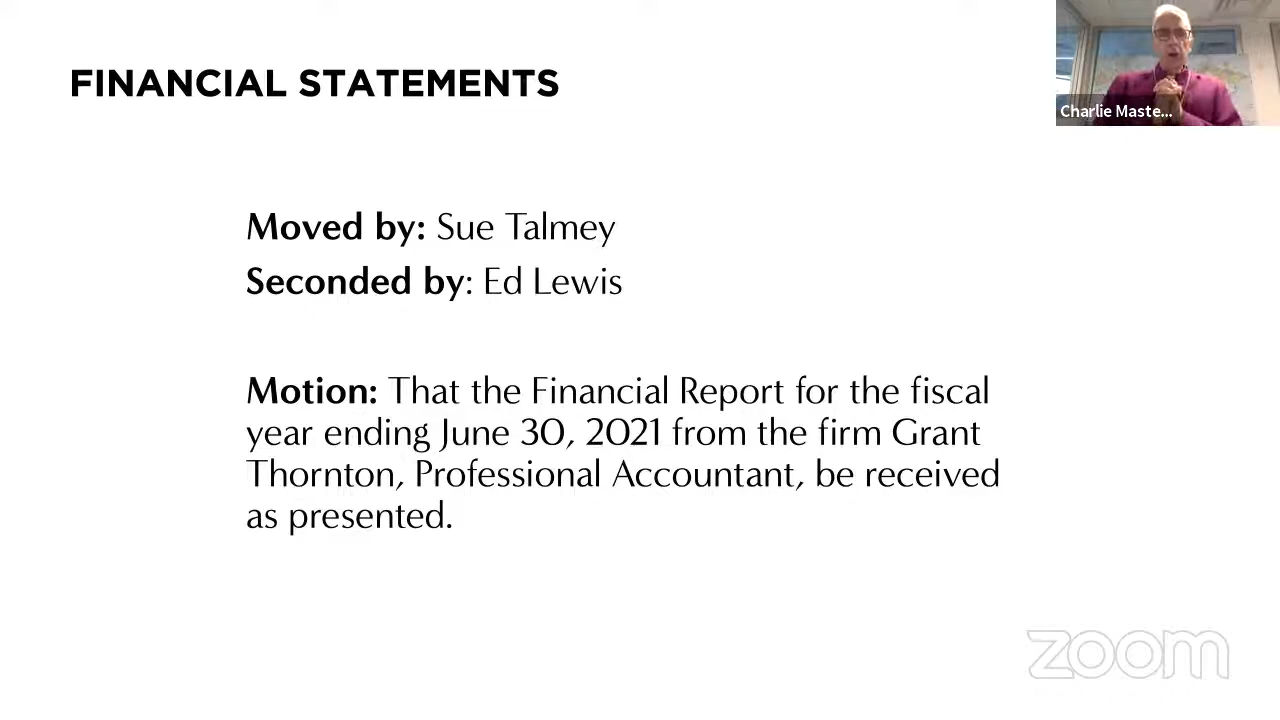 FINANCIAL STATEMENTS
Charlie Maste...
Moved by: Sue Talmey
Seconded by: Ed Lewis
Motion: That the Financial Report for the fiscal
year ending June 30, 2021 from the firm Grant
Thornton, Professional Accountant, be received
as presented.
zoom